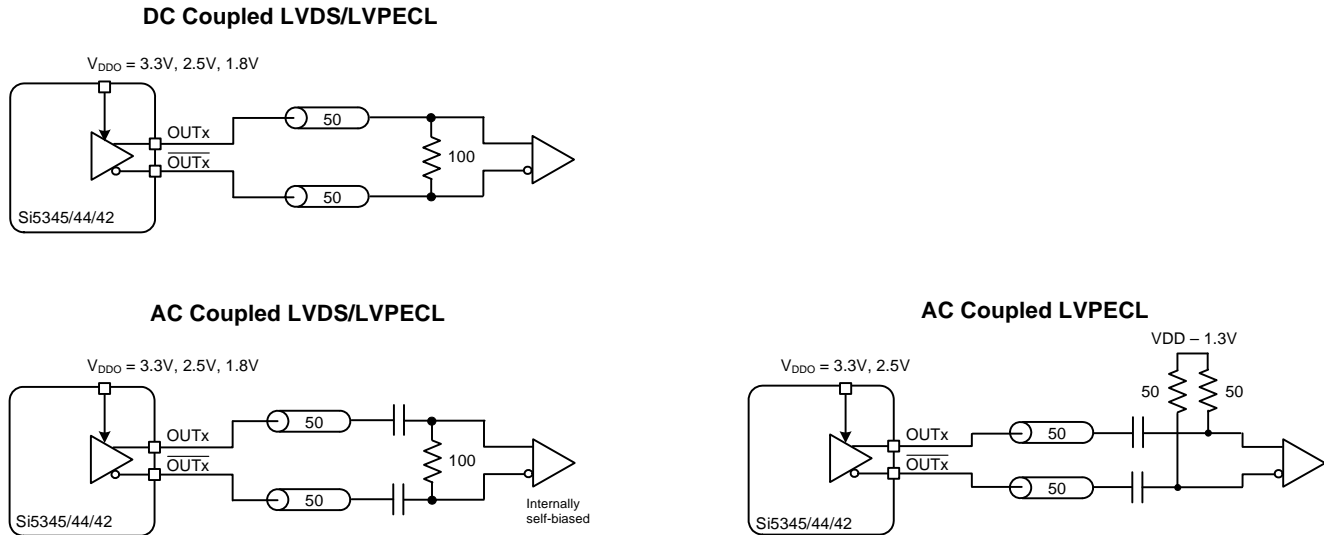 DC Coupled LVDS/LVPECL
VDDO = 3.3V, 2.5V, 1.8V
50
OUTx
OUTx
100
50
Si5345/44/42
AC Coupled LVDS/LVPECL
VDDO = 3.3V, 2.5V, 1.8V
50
OUTx
OUTx
100
50
Internally
self-biased
Si5345/44/42
AC Coupled LVPECL
VDD – 1.3V
VDDO = 3.3V, 2.5V
50
50
OUTx
50
OUTx
50
Si5345/44/42